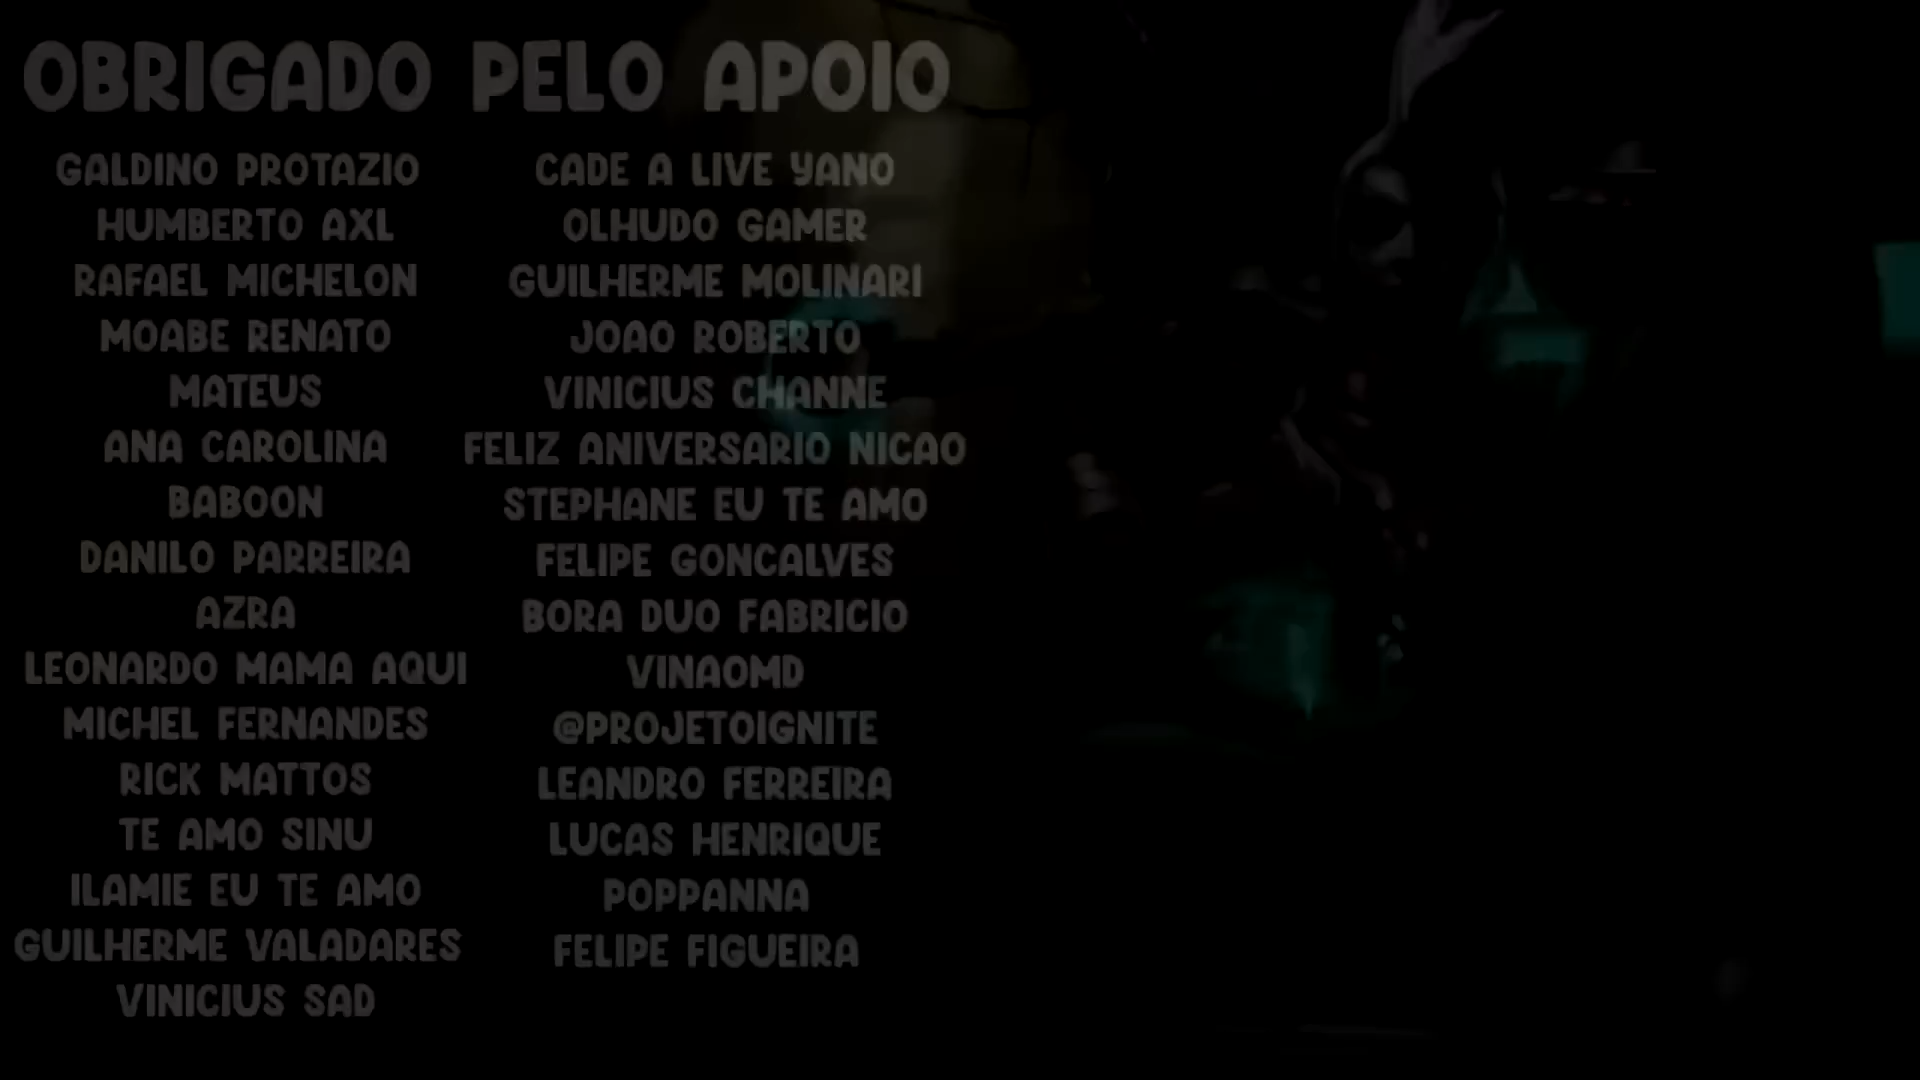 OBRIGADO PELO APOIO
GALDINO PROTAZIO
HUMBERTO AXL
RAFAEL MICHELON
MOABE RENATO
MATEUS
ANA CAROLINA
BABOON
DANILO PARREIRA
AZRA
LEONARDO MAMA AQUI
MICHEL FERNANDES
RICK MATTOS
TE AMO SINU
ILAMIE EU TE AMO
GUILHERME VALADARES
VINICIUS SAD
CADE A LIVE YANO
OLHUDO GAMER
GUILHERME MOLINARI
JOAO ROBERTO
VINICIUS CHANNE
FELIZ ANIVERSARIO NICAO
STEPHANE EU TE AMO
FELIPE GONCALVES
BORA DUO FABRICIO
VINAOMD
@PROJETOIGNITE
LEANDRO FERREIRA
LUCAS HENRIQUE
POPPANNA
FELIPE FIGUEIRA